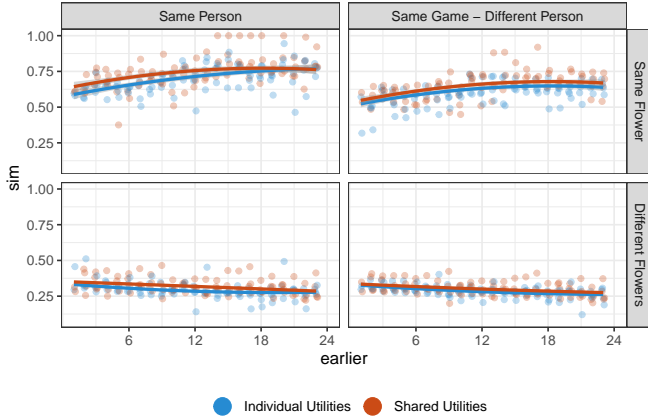 Same Person
Same Game − Different Person
1.00
0.75
0.50
0.25
Same Flower
sim
1.00
0.75
0.50
0.25
Different Flowers
6 12 18 24 6 12 18 24
earlier
Individual Utilities Shared Utilities